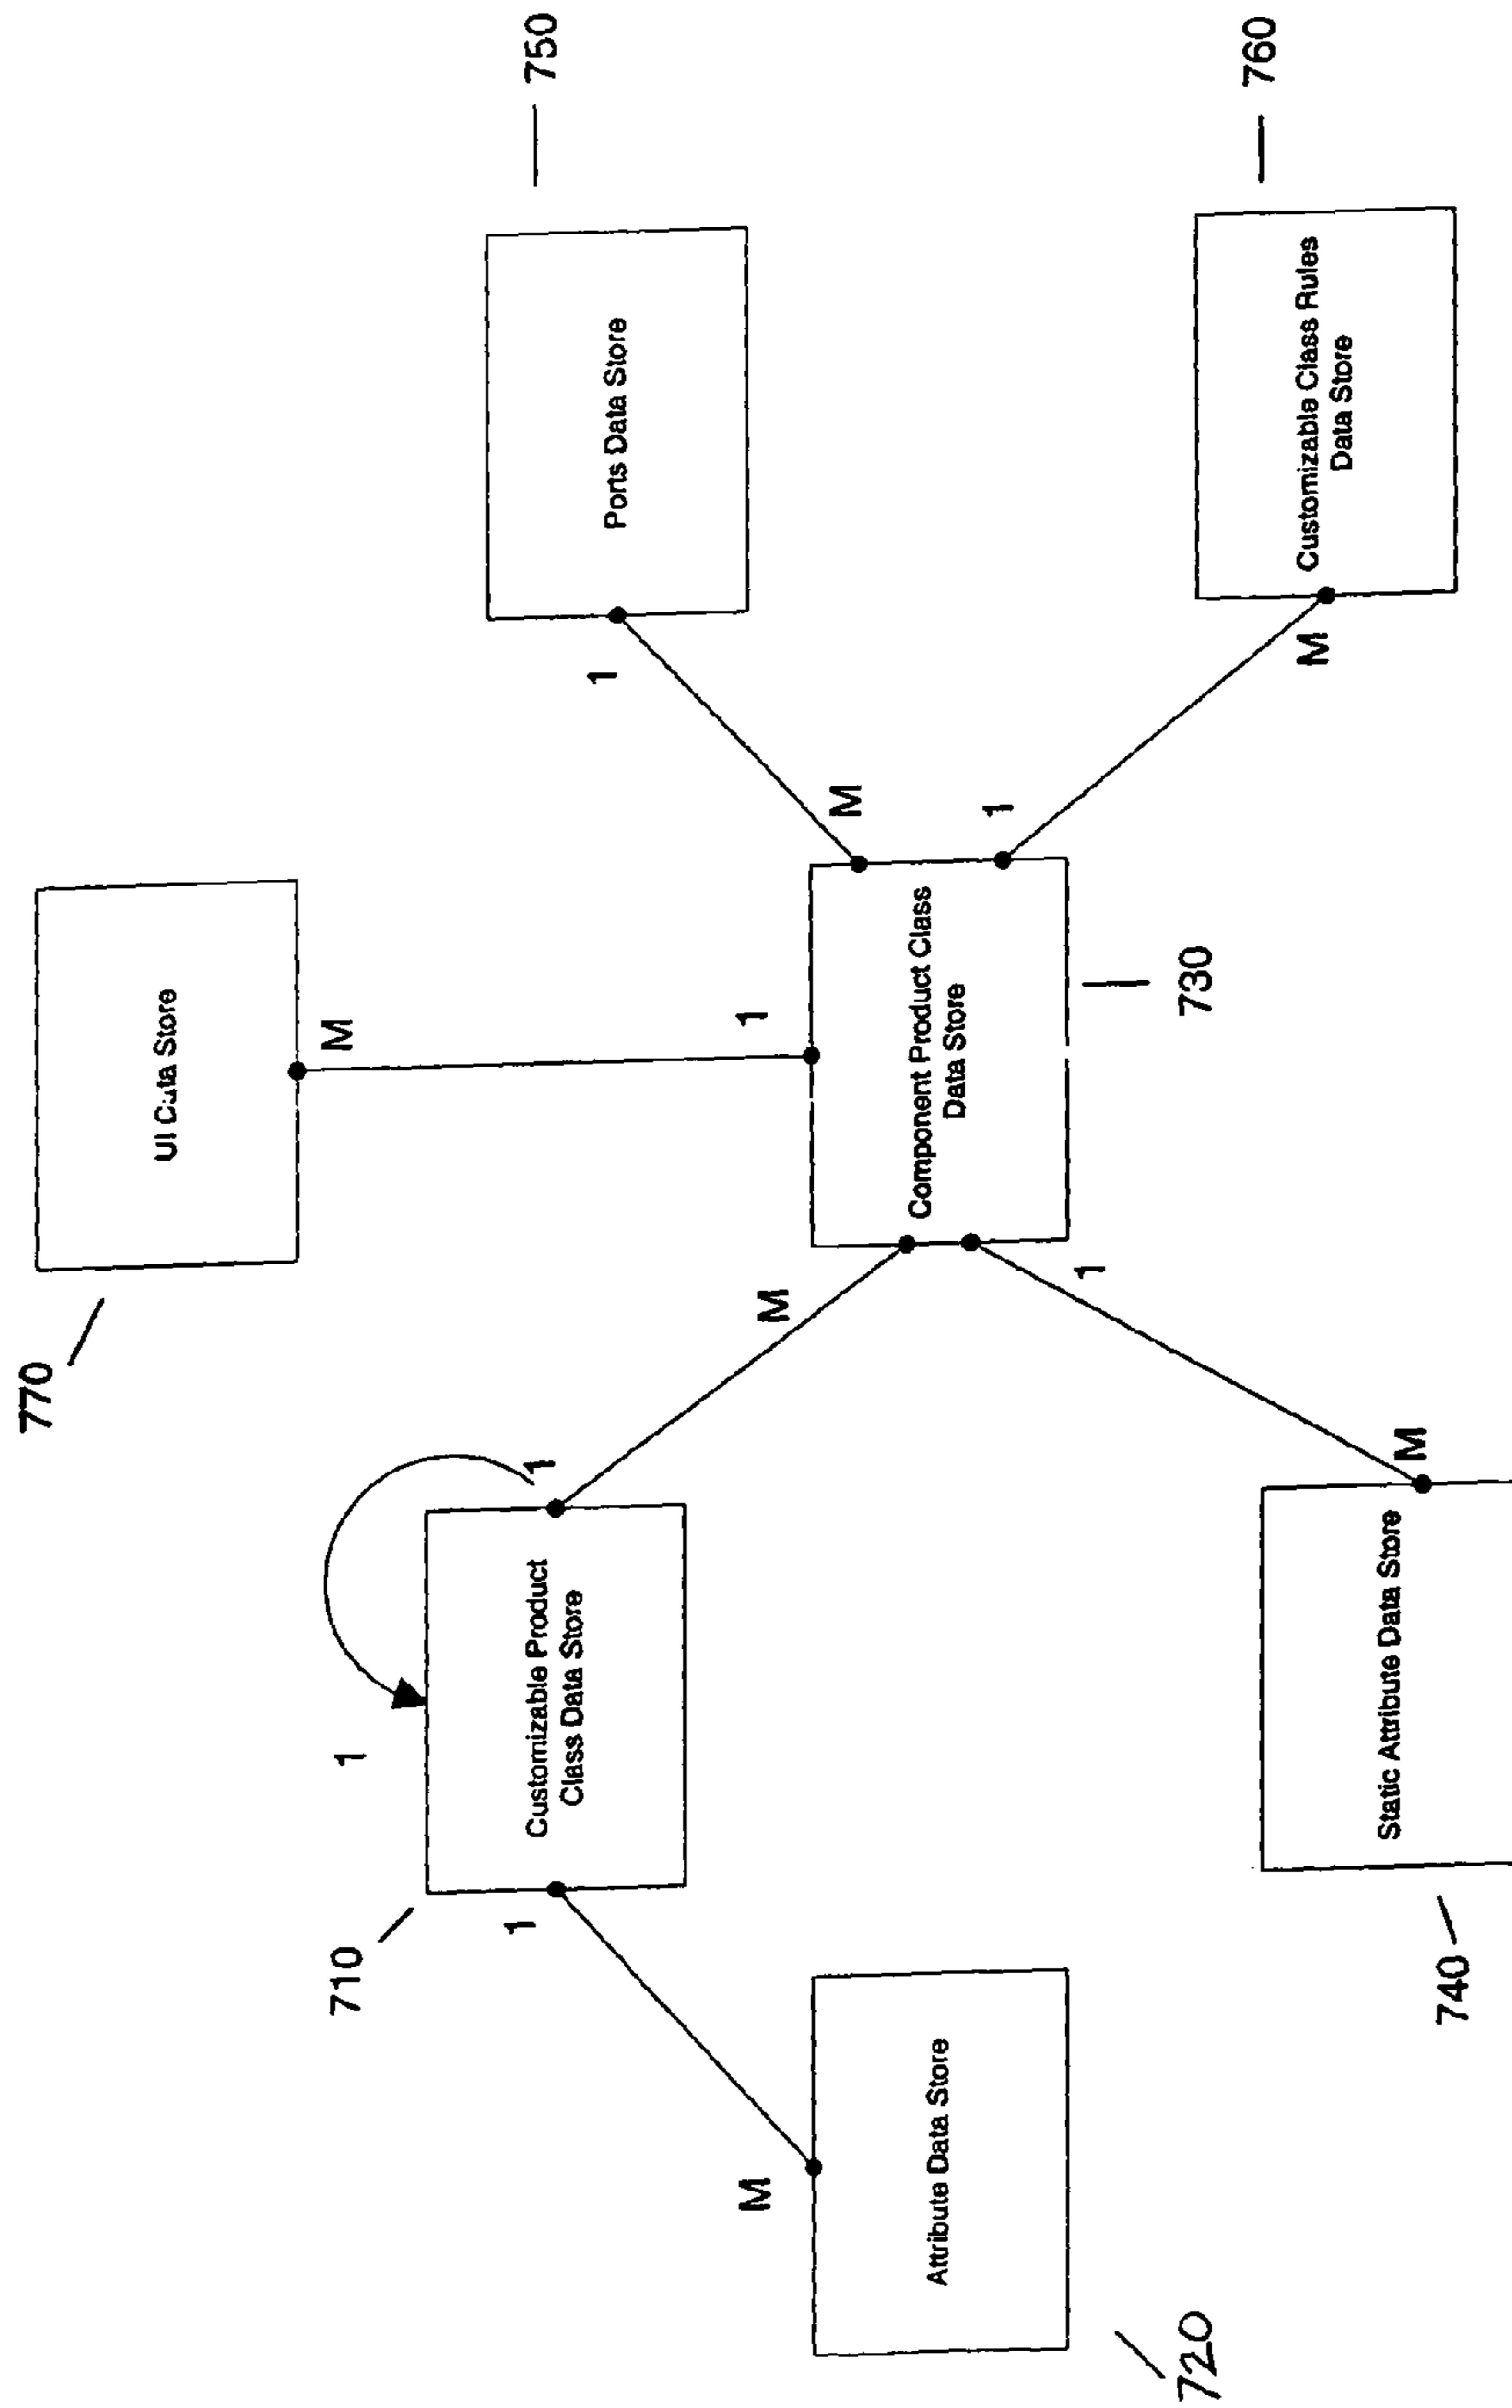 770
UI Data Store
M
1
710
1
1
Customizable Product
Class Data Store
1
M
750
Ports Data Store
1
M
M
Attribute Data Store
720
Component Product Class
Data Store
730
1
1
M
760
Customizable Class Rules
Data Store
M
Static Attribute Data Store
740